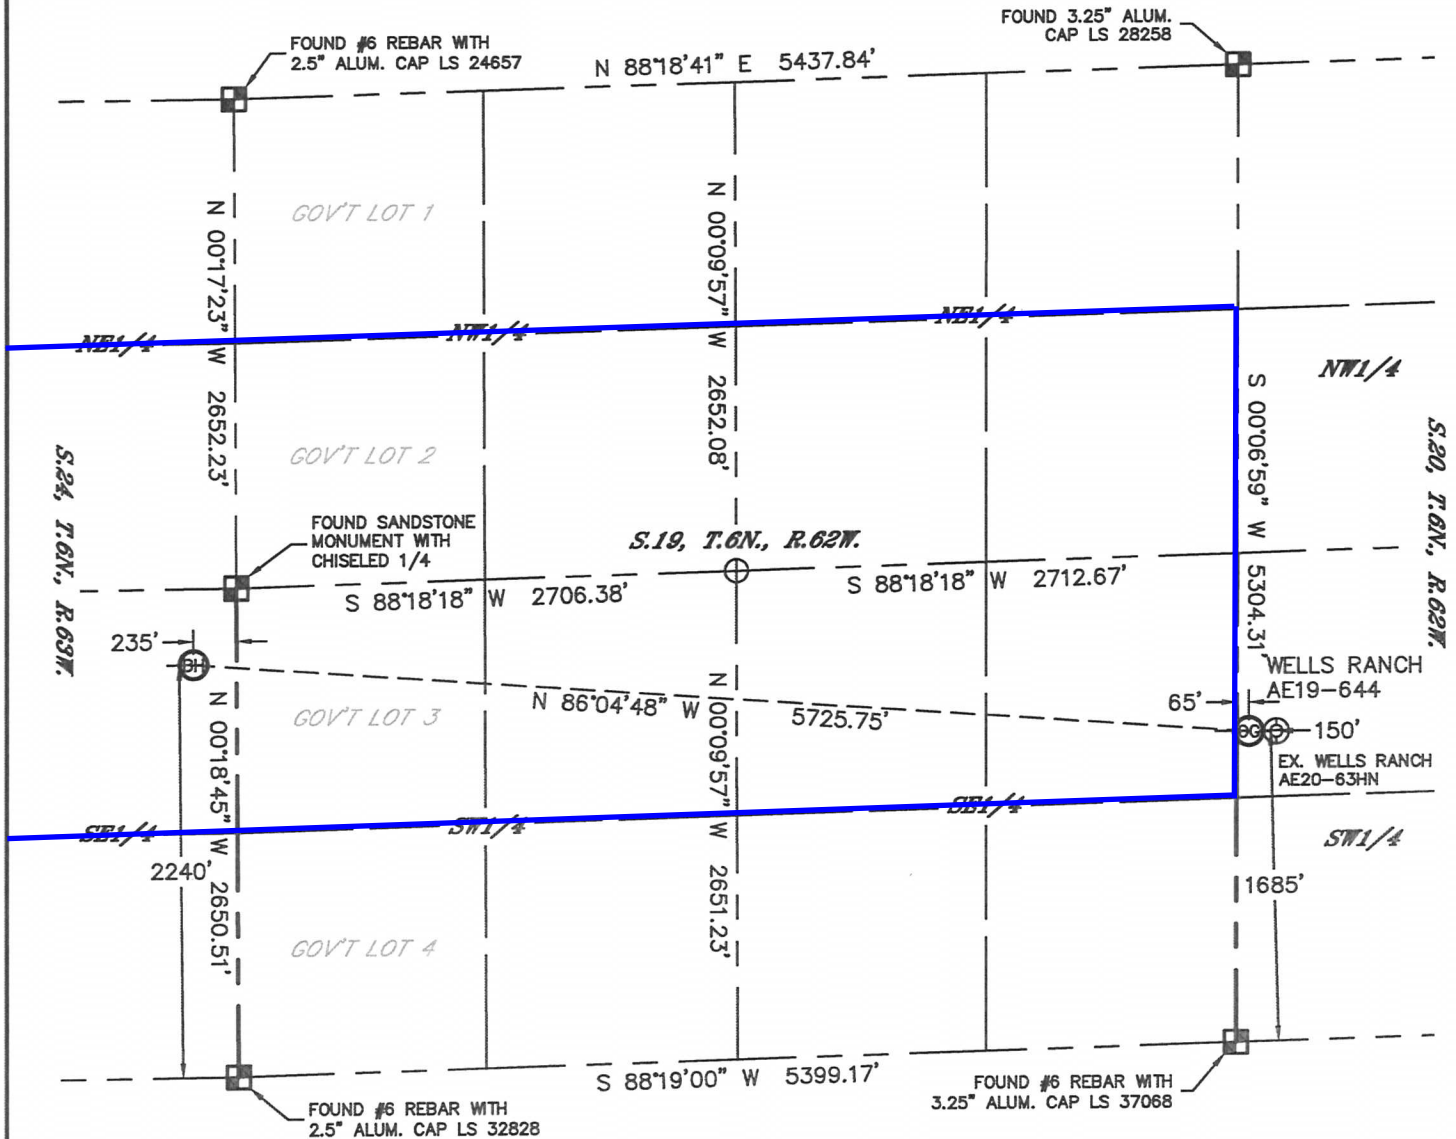 FOUND 3.25" ALUM.
CAP LS 28258
FOUND #6 REBAR WITH
2.5" ALUM. CAP LS 24657
N 88°18'41" E 5437.84'
GOV'T LOT 1
N 00°17'23" W 2652.23'
N 00°09'57" W 2652.08'
NE1/4
NW1/4
NE1/4
NW1/4
S 00°06'59" W 5304.31'
GOV'T LOT 2
S.24, T.6N., R.63W.
S.20, T.6N., R.62W.
FOUND SANDSTONE
MONUMENT WITH
CHISELED 1/4
S.19, T.6N., R.62W.
S 88°18'18" W 2706.38'
S 88°18'18" W 2712.67'
235'
BH
WELLS RANCH
AE19-644
65'
N 86°04'48" W 5725.75'
GOV'T LOT 3
150'
EX. WELLS RANCH
AE20-63HN
N 00°18'45" W 2650.51'
N 00°09'57" W 2651.23'
SE1/4
SW1/4
SE1/4
SW1/4
2240'
1685'
GOV'T LOT 4
S 88°19'00" W 5399.17'
FOUND #6 REBAR WITH
3.25" ALUM. CAP LS 37068
FOUND #6 REBAR WITH
2.5" ALUM. CAP LS 32828